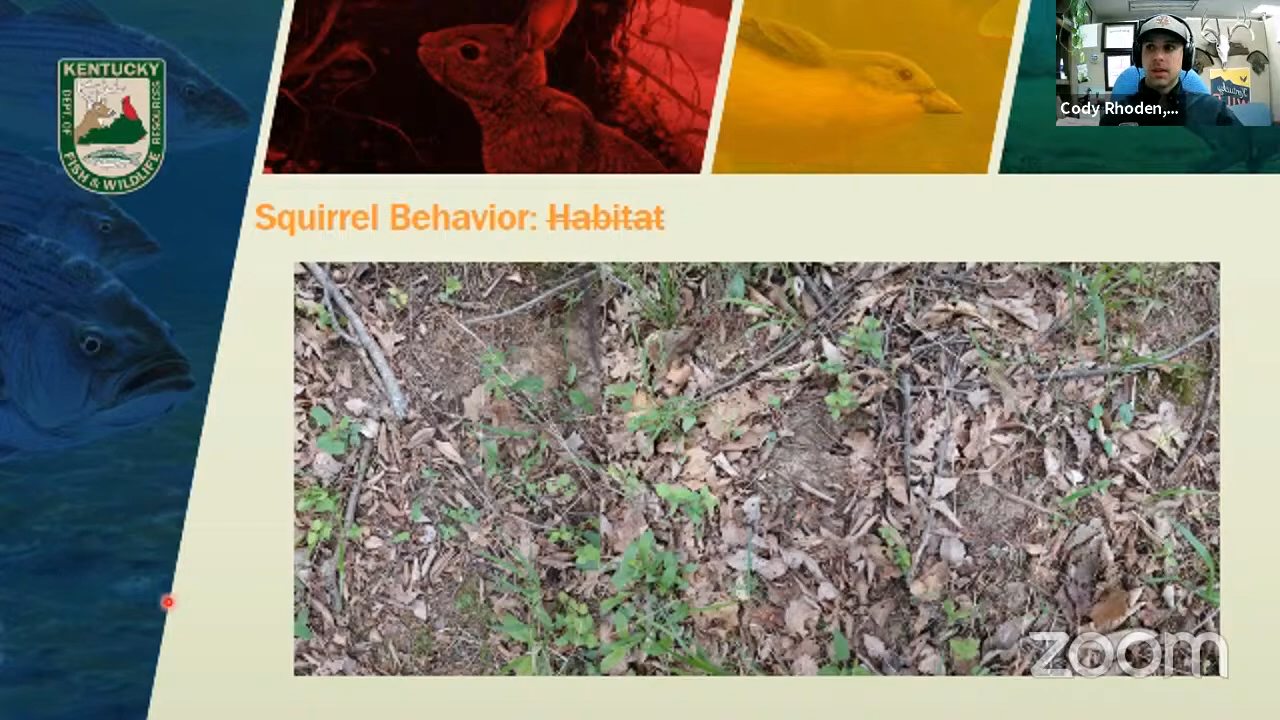 KENTUCKY
DEPT. OF
RESOURCES
FISH & WILDLIFE
Cody Rhoden,...
Squirrel Behavior: Habitat
zoom